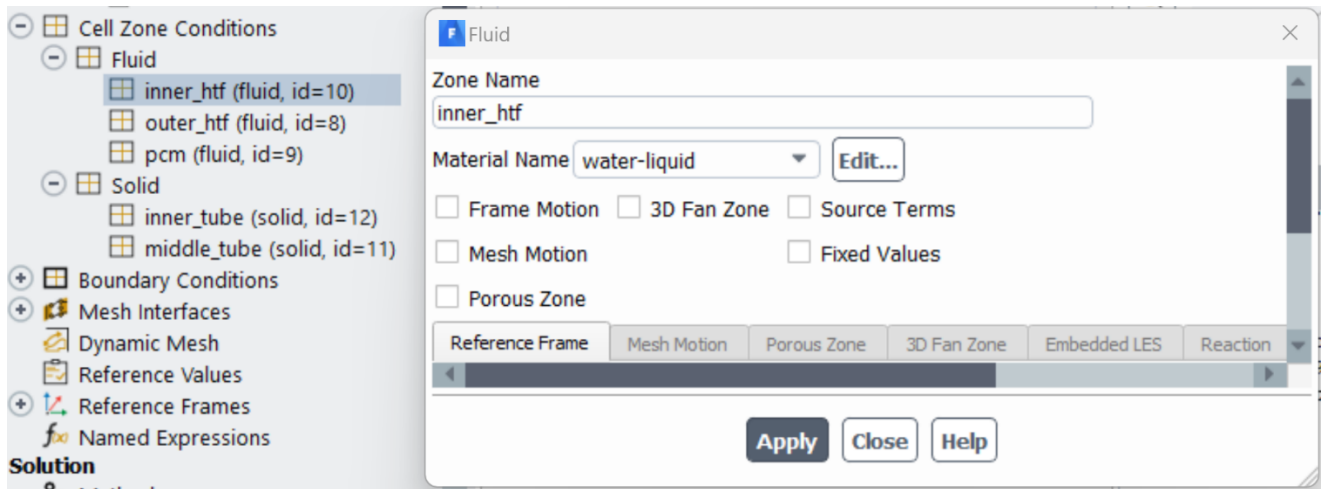 Cell Zone Conditions
Fluid
inner_htf (fluid, id=10)
outer_htf (fluid, id=8)
pcm (fluid, id=9)
Solid
inner_tube (solid, id=12)
middle_tube (solid, id=11)
Boundary Conditions
Mesh Interfaces
Dynamic Mesh
Reference Values
Reference Frames
Named Expressions
Solution
F Fluid
Zone Name
inner_htf
Material Name water-liquid Edit...
Frame Motion 3D Fan Zone Source Terms
Mesh Motion Fixed Values
Porous Zone
Reference Frame Mesh Motion Porous Zone 3D Fan Zone Embedded LES Reaction
Apply Close Help